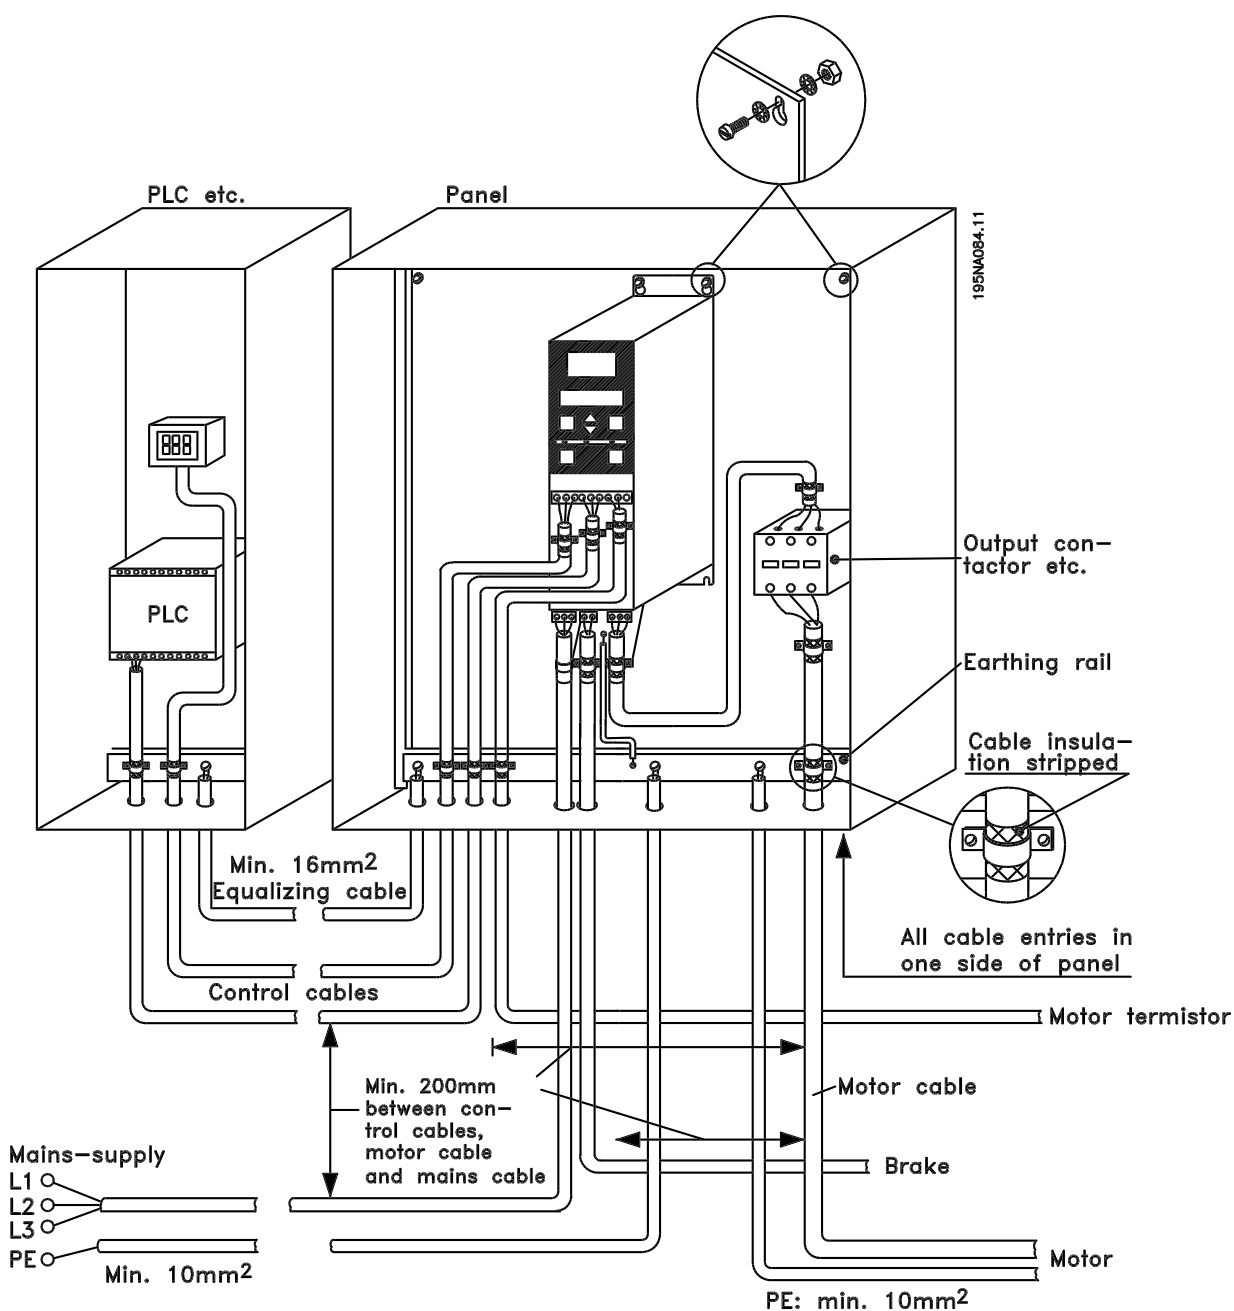 PLC etc.
Panel
195NA084.11
PLC
Output con-
tactor etc.
Earthing rail
Cable insula-
tion stripped
Min. 16mm²
Equalizing cable
All cable entries in
one side of panel
Control cables
Motor termistor
Min. 200mm
between con-
trol cables,
motor cable
and mains cable
Motor cable
Mains-supply
L1
L2
L3
PE
Brake
Min. 10mm²
Motor
PE: min. 10mm²